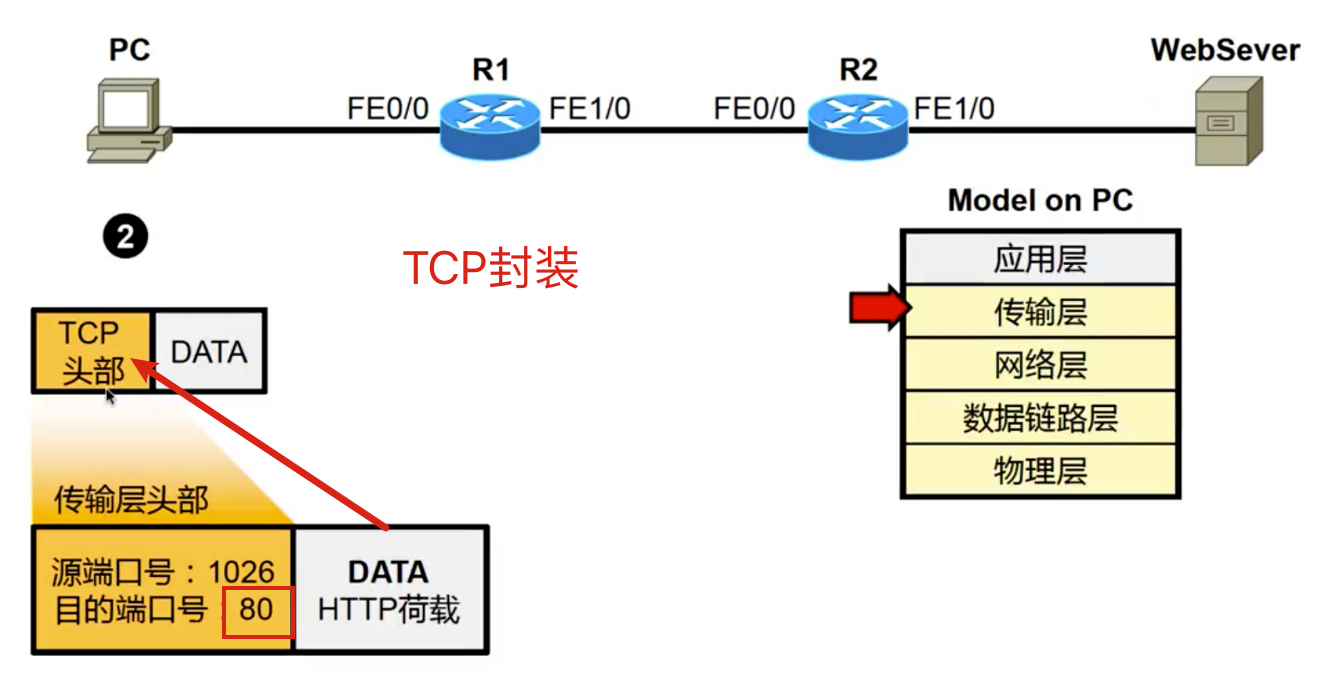 PC
R1
R2
WebSever
FE0/0
FE1/0
FE0/0
FE1/0
Model on PC
2
TCP封装
应用层
传输层
网络层
数据链路层
物理层
TCP
头部
DATA
传输层头部
源端口号：1026
目的端口号：80
DATA
HTTP荷载